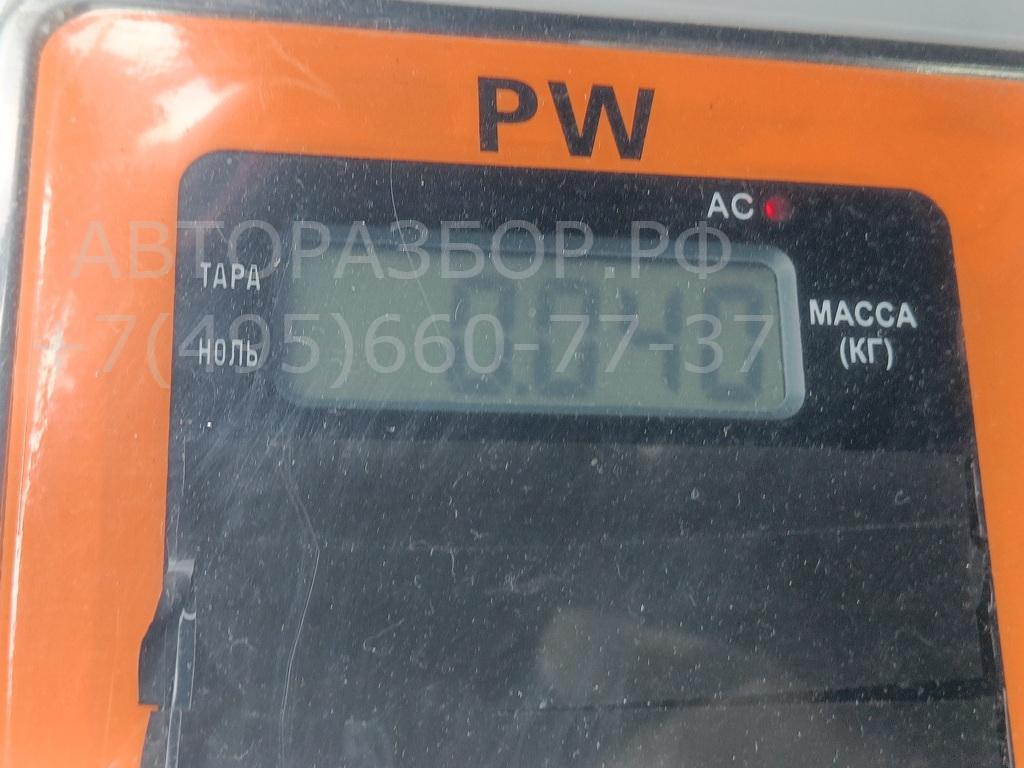 PW
AC
АВТОРАЗБОР.РФ
ТАРА
+7(495)660-77-37
НОЛЬ
МАССА
(КГ)